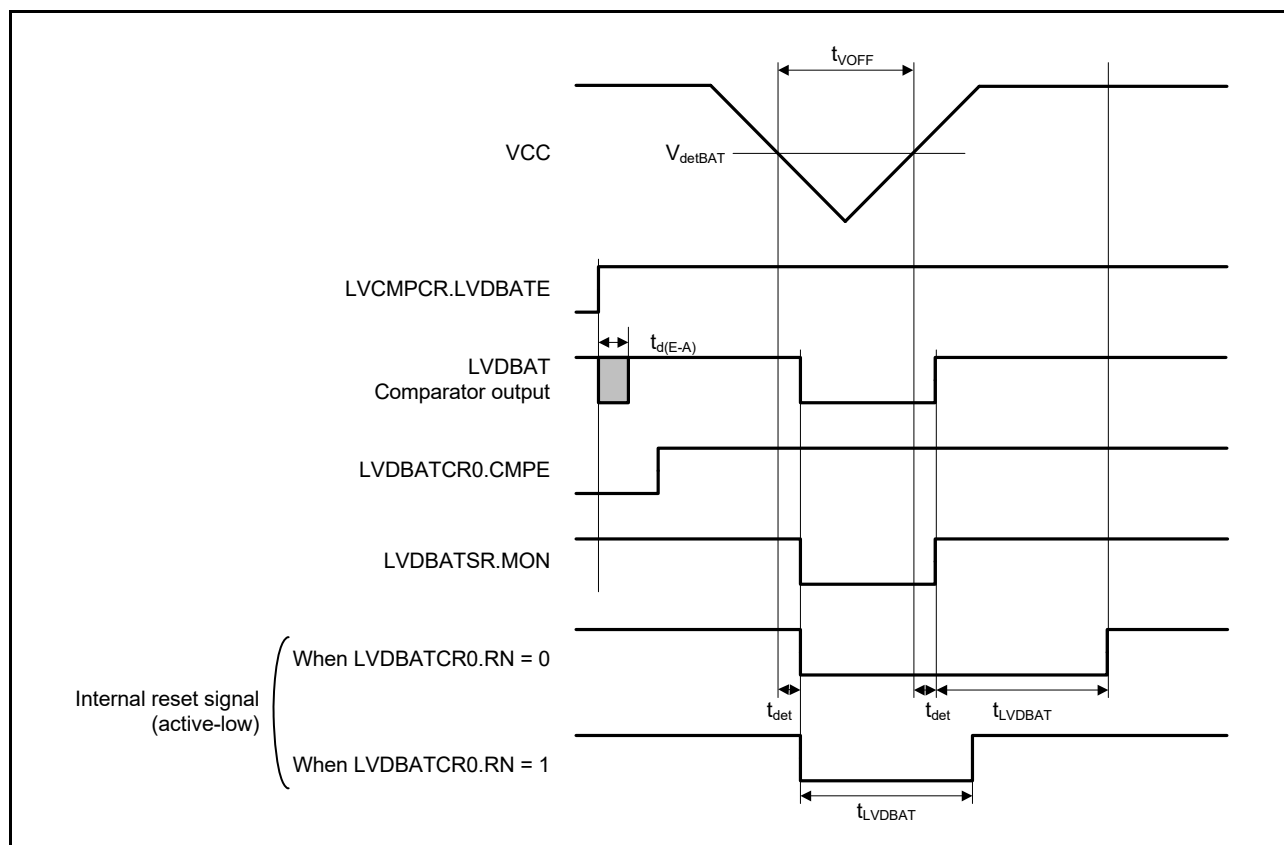 tVOFF
VCC
VdetBAT
LVCMPCR.LVDBATE
td(E-A)
LVDBAT
Comparator output
LVDBATCR0.CMPE
LVDBATSR.MON
When LVDBATCR0.RN = 0
Internal reset signal
(active-low)
tdet
tdet
tLVDBAT
When LVDBATCR0.RN = 1
tLVDBAT